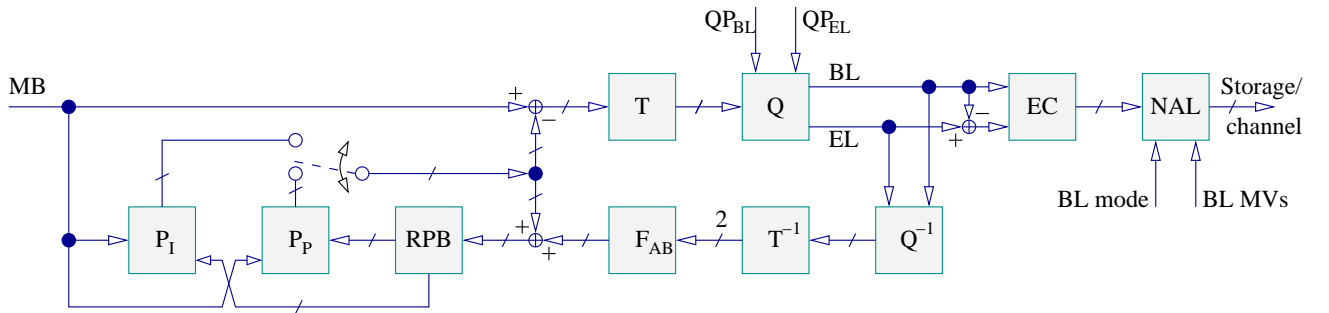 QP_BL QP_EL
MB
BL
+
−
T
Q
EC
NAL
Storage/
channel
−
+
EL
BL mode
BL MVs
2
P_I
P_P
RPB
+
+
F_AB
T^−1
Q^−1